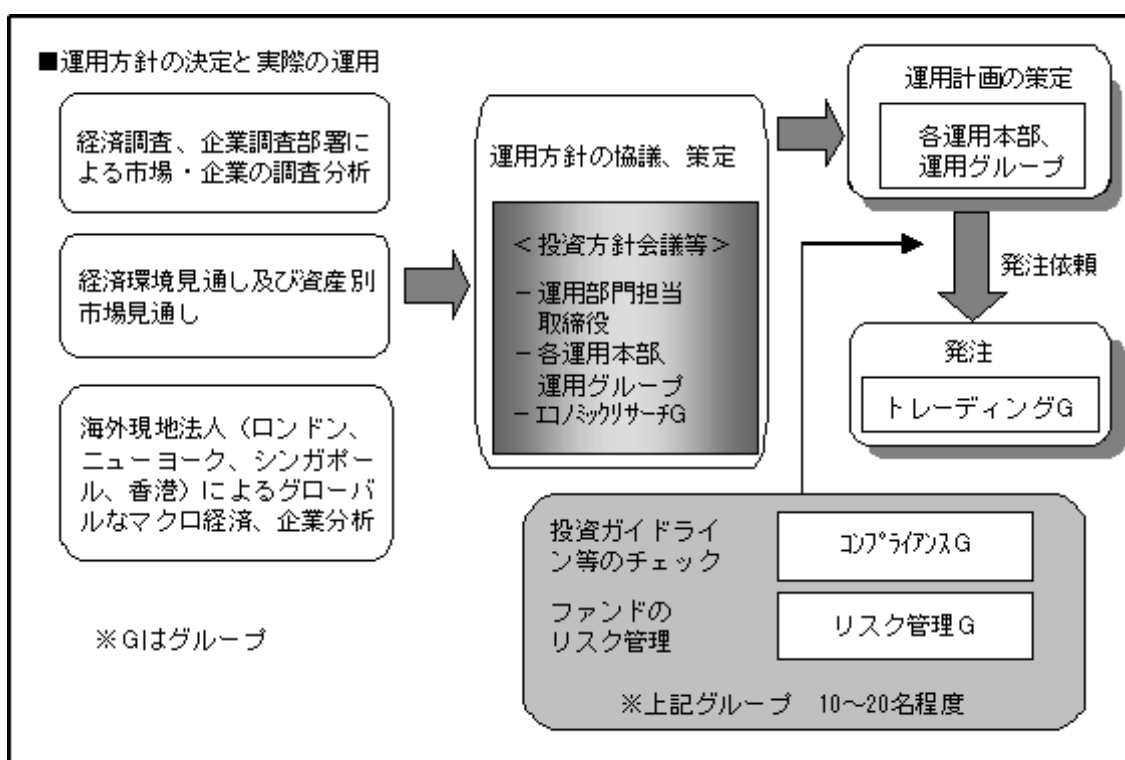 ■運用方針の決定と実際の運用
経済調査、企業調査部署に
よる市場・企業の調査分析
経済環境見通し及び資産別
市場見通し
海外現地法人（ロンドン、
ニューヨーク、シンガポー
ル、香港）によるグローバ
ルなマクロ経済、企業分析
※Gはグループ
運用方針の協議、策定
＜投資方針会議等＞
－運用部門担当
取締役
－各運用本部、
運用グループ
－ｴｺﾉﾐｯｸﾘｻｰﾁG
運用計画の策定
各運用本部、
運用グループ
発注依頼
発注
トレーディングG
投資ガイドライ
ン等のチェック
ｺﾝﾌﾟﾗｲｱﾝｽG
ファンドの
リスク管理
リスク管理G
※上記グループ　10～20名程度